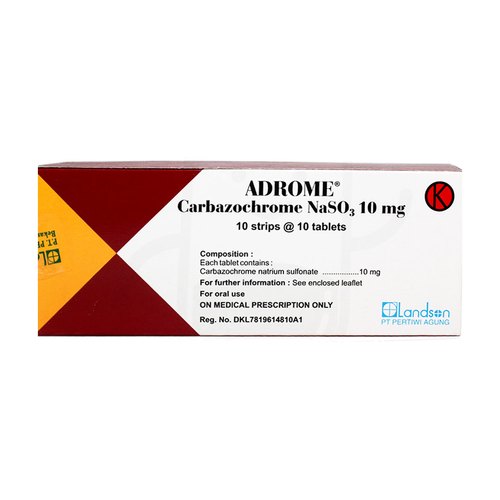 ADROME®
Carbazochrome NaSO₃ 10 mg
10 strips @ 10 tablets
K
Composition :
Each tablet contains :
Carbazochrome natrium sulfonate ..................10 mg
For further information : See enclosed leaflet
For oral use
ON MEDICAL PRESCRIPTION ONLY
Reg. No. DKL7819614810A1
Landson
PT PERTIWI AGUNG